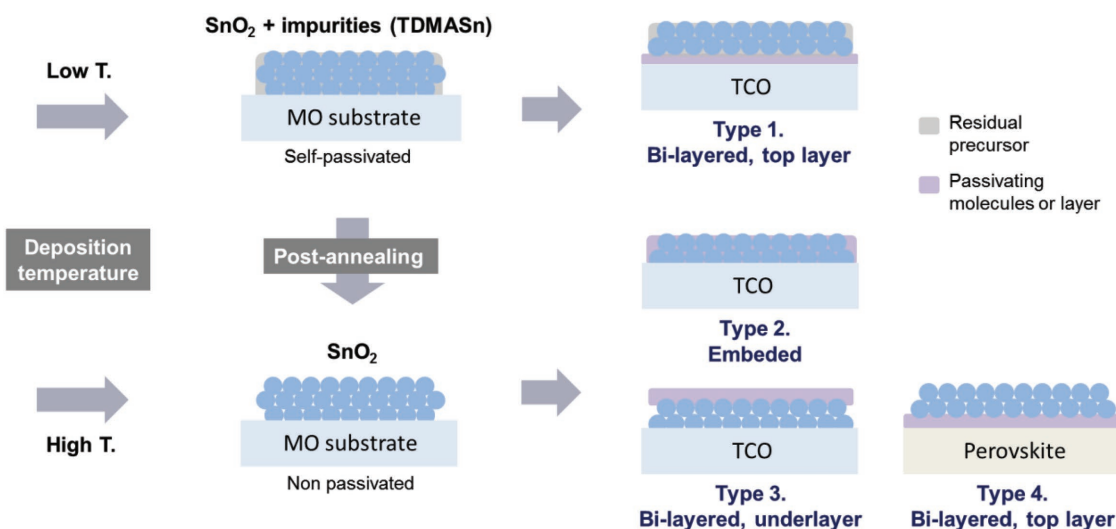 SnO₂ + impurities (TDMASn)
Low T.
MO substrate
Self-passivated
TCO
Type 1.
Bi-layered, top layer
Residual
precursor
Passivating
molecules or layer
Deposition
temperature
Post-annealing
TCO
Type 2.
Embeded
SnO₂
High T.
MO substrate
Non passivated
TCO
Type 3.
Bi-layered, underlayer
Perovskite
Type 4.
Bi-layered, top layer